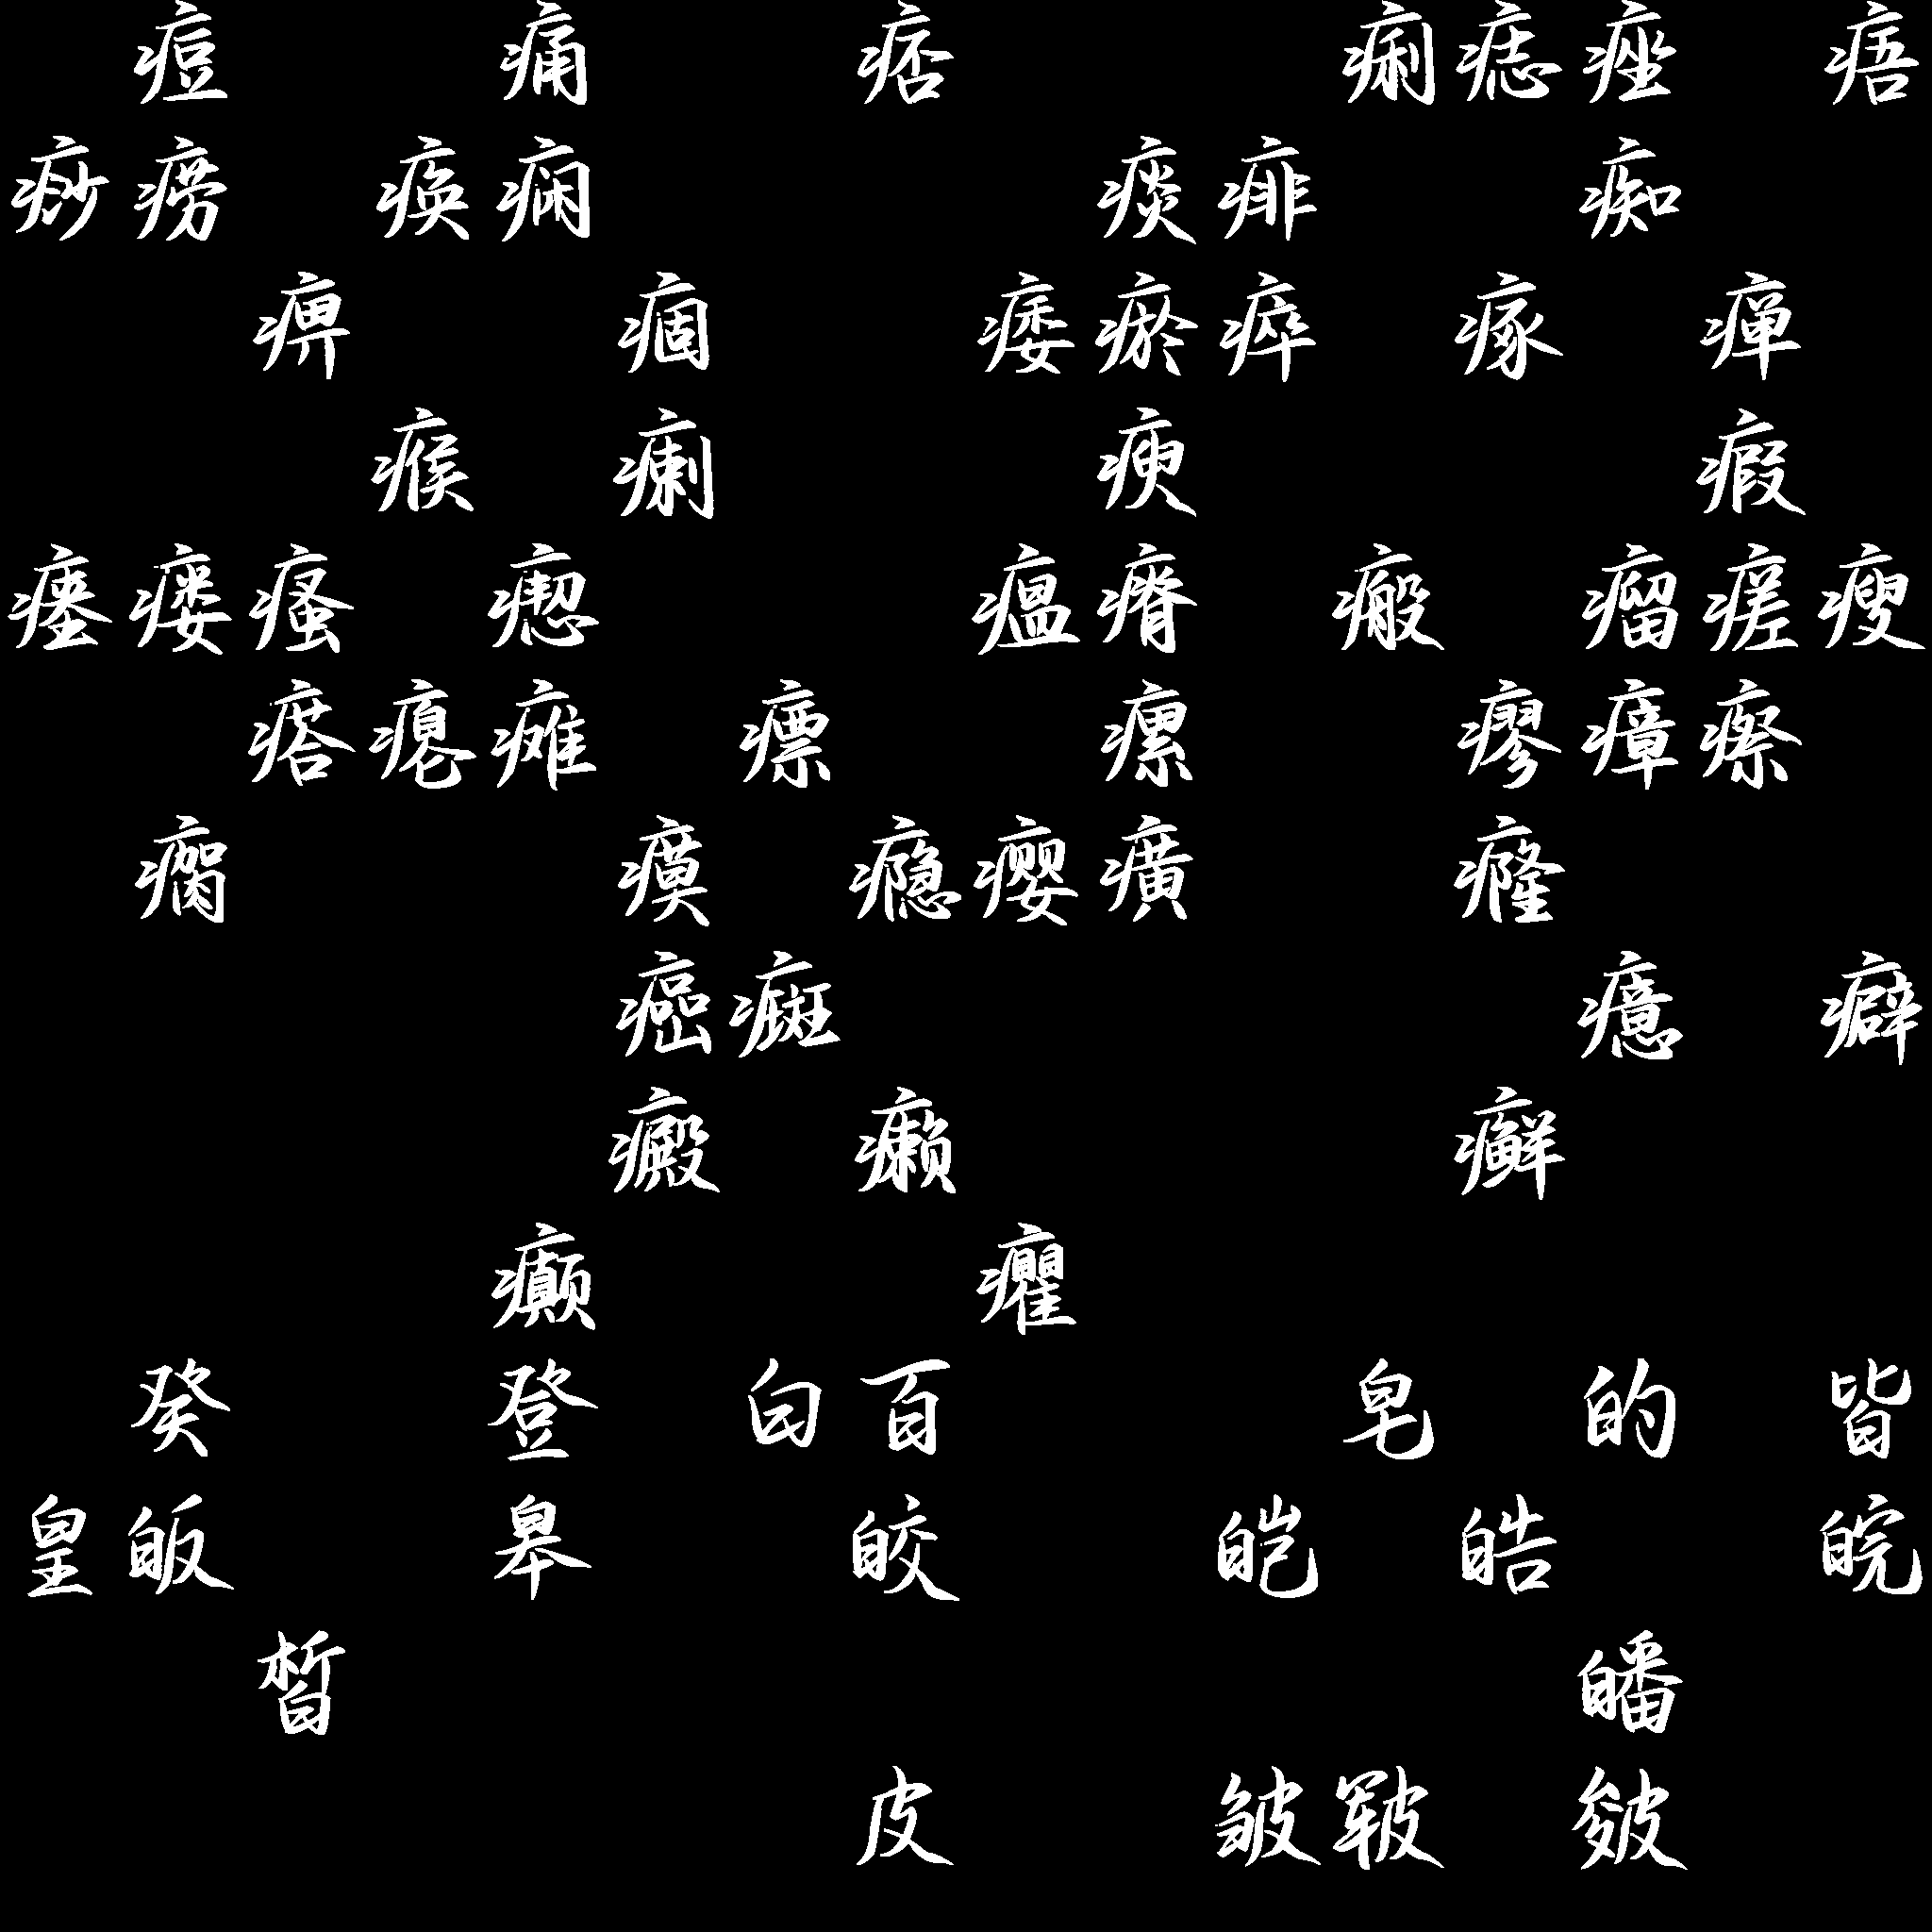 痘 痛 痞 痢 痣 痤 痦
痧 痨 痪 痫 痰 痱 痴
痹 痼 痿 瘀 瘁 瘃 瘅
瘊 瘌 瘐 瘕
瘗 瘘 瘙 瘛 瘟 瘠 瘢 瘤 瘥 瘦
瘩 瘪 瘫 瘭 瘰 瘳 瘴 瘵
瘸 瘼 瘾 瘿 癀 癃
癌 癍 癔 癖
癜 癞 癣
癫 癯
癸 登 白 百 皂 的 皆
皇 皈 皋 皎 皑 皓 皖
皙 皤
皮 皱 皲 皴